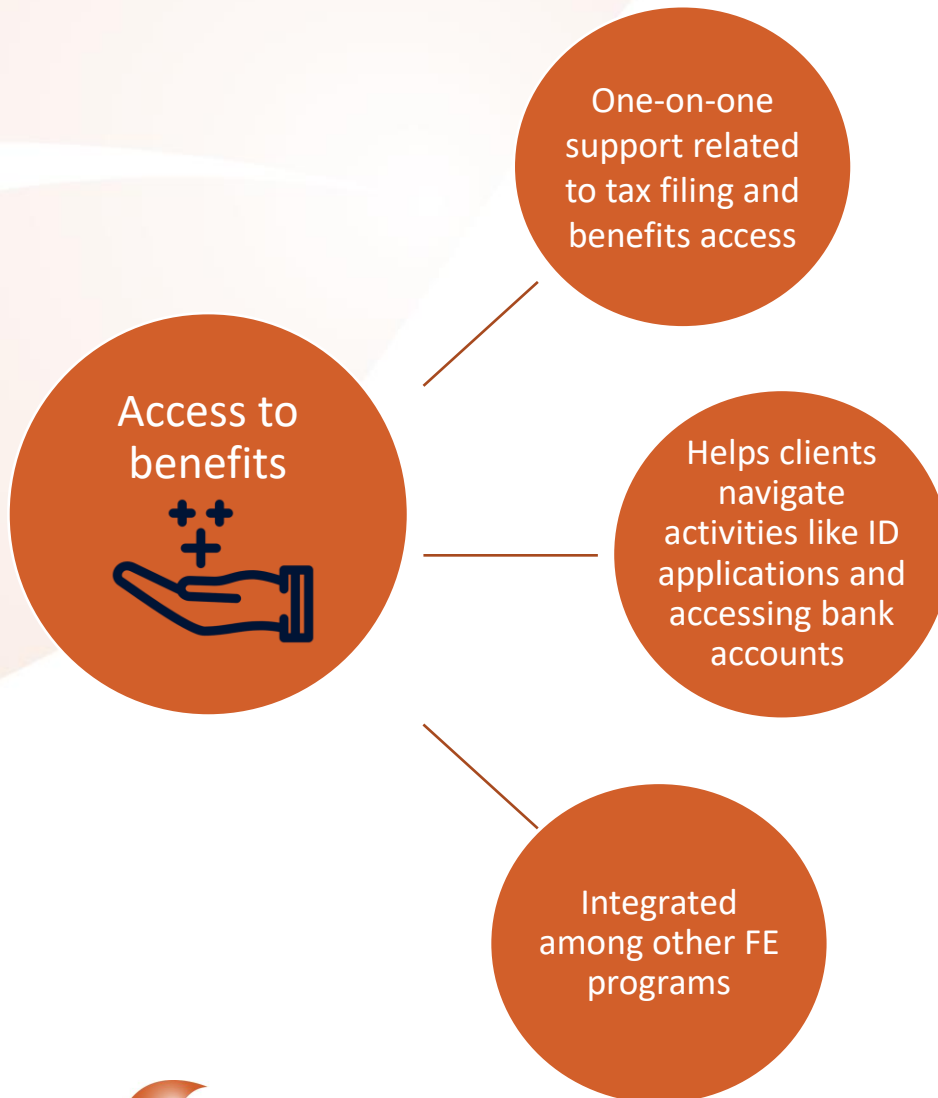 One-on-one
support related
to tax filing and
benefits access
Access to
benefits
Helps clients
navigate
activities like ID
applications and
accessing bank
accounts
Integrated
among other FE
programs